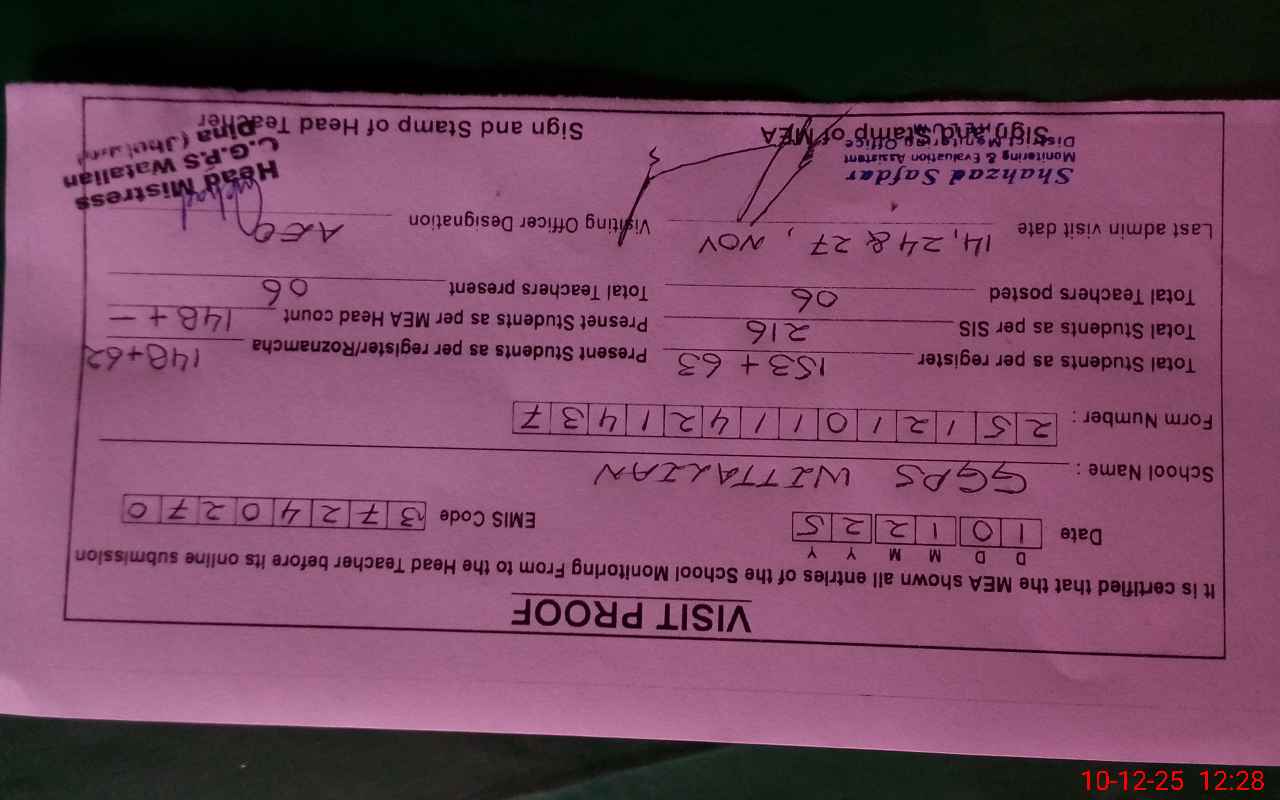 VISIT PROOF
It is certified that the MEA shown all entries of the School Monitoring From to the Head Teacher before its online submission
D D M M Y Y
Date 1 0 1 2 2 5 EMIS Code 3 7 2 4 0 2 7 0
School Name : GGPS WITTALIAN
Form Number : 2 5 1 2 1 0 1 1 4 2 1 4 3 7
Total Students as per register 153 + 63 Present Students as per register/Roznamcha 148+62
Total Students as per SIS 216 Presnet Students as per MEA Head count 148 + —
Total Teachers posted 06 Total Teachers present 06
Last admin visit date 14, 24 & 27, NOV Visiting Officer Designation AEO
Shahzad Safdar
Monitoring & Evaluation Assistent
District Monitoring Office
Head Mistress
G.G.P.S Watalian
Dina (Jhelum)
Sign and Stamp of MEA Sign and Stamp of Head Teacher
10-12-25 12:28